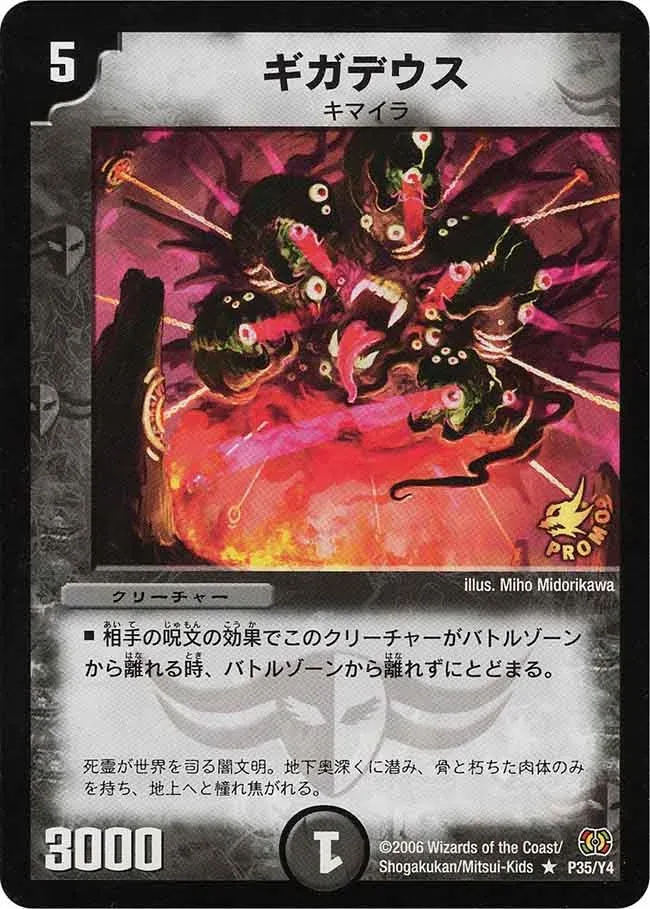 5
ギガデウス
キマイラ
PROMOS
illus. Miho Midorikawa
クリーチャー
■ 相手の呪文の効果でこのクリーチャーがバトルゾーン
から離れる時、バトルゾーンから離れずにとどまる。
死霊が世界を司る闇文明。地下奥深くに潜み、骨と朽ちた肉体のみ
を持ち、地上へと憧れ焦がれる。
3000
1
©2006 Wizards of the Coast/
Shogakukan/Mitsui-Kids ★ P35/Y4